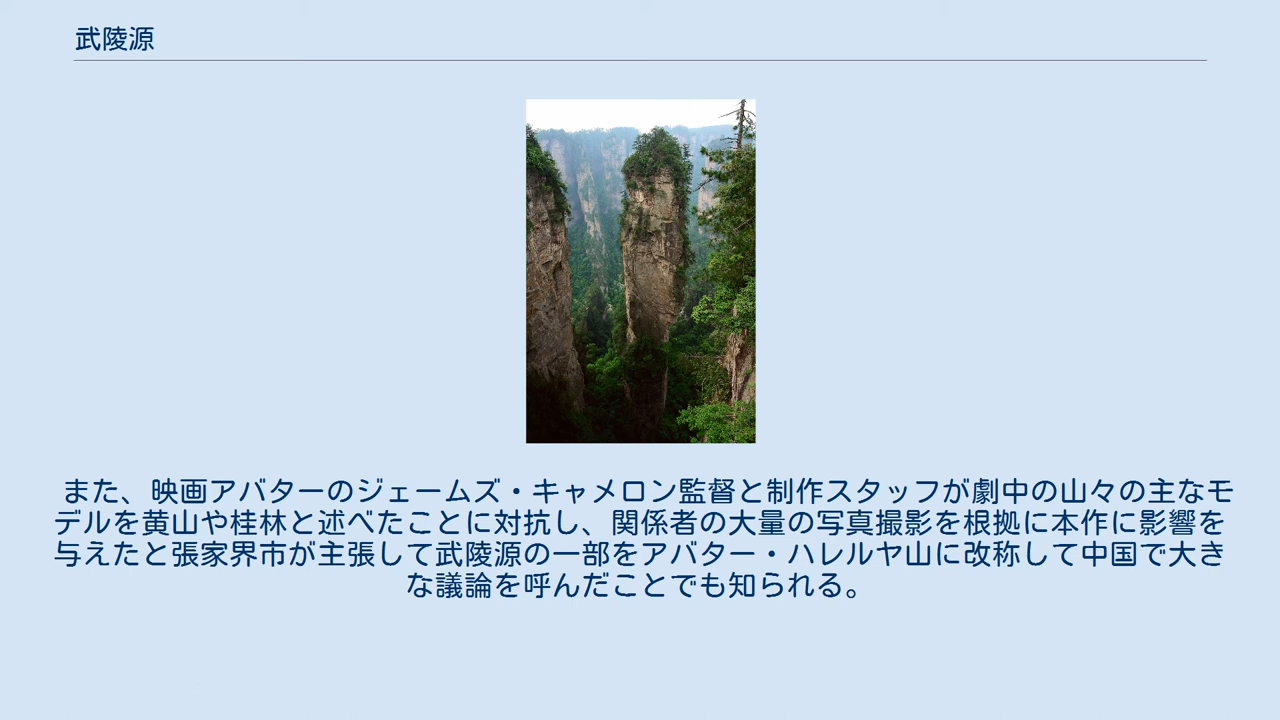 武陵源
また、映画アバターのジェームズ・キャメロン監督と制作スタッフが劇中の山々の主なモ
デルを黄山や桂林と述べたことに対抗し、関係者の大量の写真撮影を根拠に本作に影響を
与えたと張家界市が主張して武陵源の一部をアバター・ハレルヤ山に改称して中国で大き
な議論を呼んだことでも知られる。